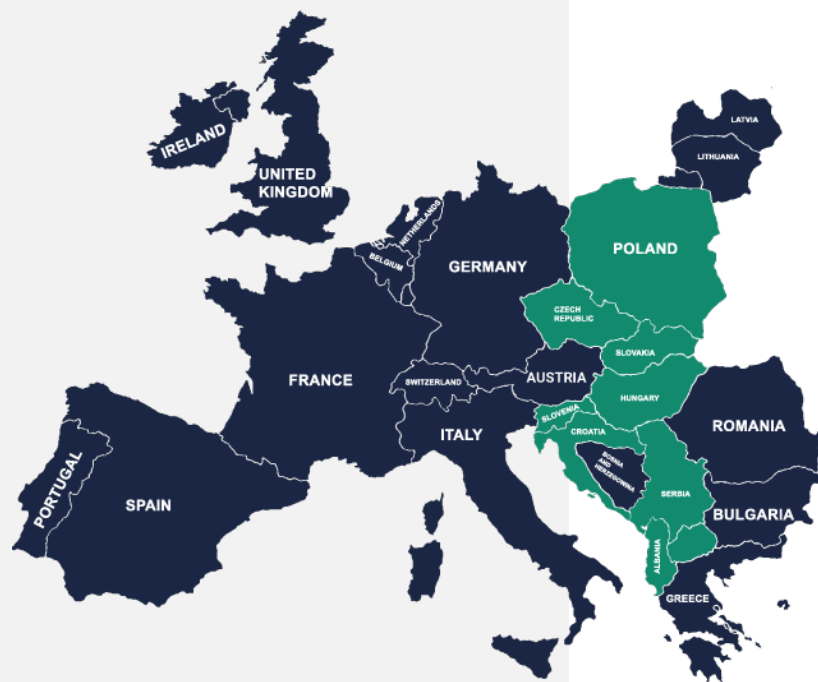 LATVIA
LITHUANIA
IRELAND
UNITED
KINGDOM
NETHERLANDS
POLAND
BELGIUM
GERMANY
CZECH
REPUBLIC
SLOVAKIA
FRANCE
SWITZERLAND
AUSTRIA
HUNGARY
SLOVENIA
ROMANIA
CROATIA
ITALY
BOSNIA
AND
HERZEGOVINA
PORTUGAL
SPAIN
SERBIA
BULGARIA
ALBANIA
GREECE